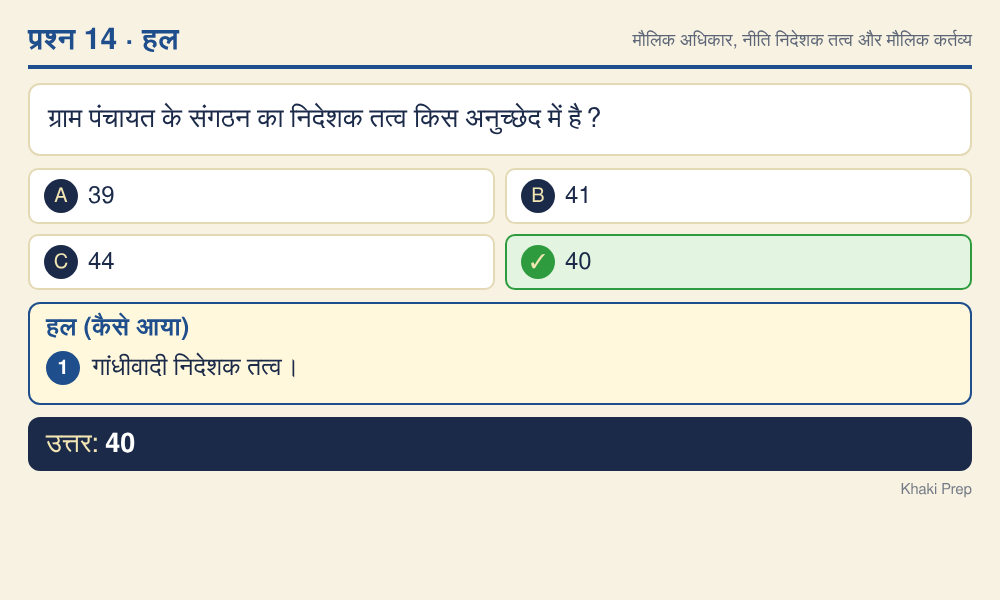 प्रश्न 14 · हल
मौलिक अधिकार, नीति निदेशक तत्व और मौलिक कर्तव्य
ग्राम पंचायत के संगठन का निदेशक तत्व किस अनुच्छेद में है ?
A 39
B 41
C 44
✓ 40
हल (कैसे आया)
1 गांधीवादी निदेशक तत्व ।
उत्तर: 40
Khaki Prep